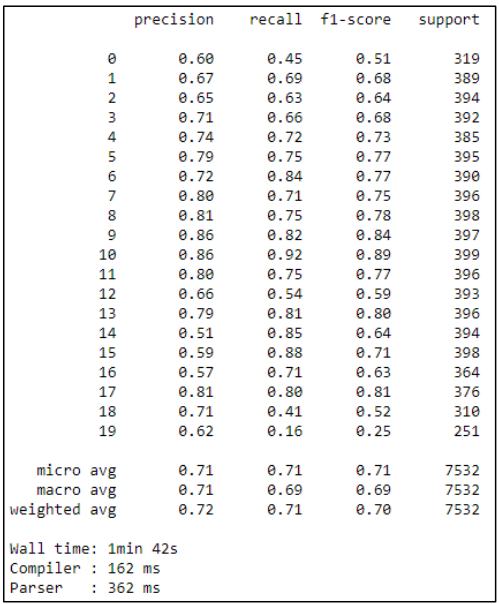 precision recall f1-score support
0 0.60 0.45 0.51 319
1 0.67 0.69 0.68 389
2 0.65 0.63 0.64 394
3 0.71 0.66 0.68 392
4 0.74 0.72 0.73 385
5 0.79 0.75 0.77 395
6 0.72 0.84 0.77 390
7 0.80 0.71 0.75 396
8 0.81 0.75 0.78 398
9 0.86 0.82 0.84 397
10 0.86 0.92 0.89 399
11 0.80 0.75 0.77 396
12 0.66 0.54 0.59 393
13 0.79 0.81 0.80 396
14 0.51 0.85 0.64 394
15 0.59 0.88 0.71 398
16 0.57 0.71 0.63 364
17 0.81 0.80 0.81 376
18 0.71 0.41 0.52 310
19 0.62 0.16 0.25 251
micro avg 0.71 0.71 0.71 7532
macro avg 0.71 0.69 0.69 7532
weighted avg 0.72 0.71 0.70 7532
Wall time: 1min 42s
Compiler : 162 ms
Parser : 362 ms